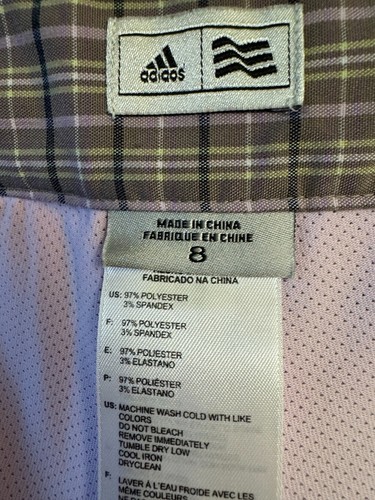 adidas
MADE IN CHINA
FABRIQUE EN CHINE
8
FABRICADO NA CHINA
US: 97% POLYESTER
3% SPANDEX
F: 97% POLYESTER
3% SPANDEX
E: 97% POLIESTER
3% ELASTANO
P: 97% POLIÉSTER
3% ELASTANO
US: MACHINE WASH COLD WITH LIKE
COLORS
DO NOT BLEACH
REMOVE IMMEDIATELY
TUMBLE DRY LOW
COOL IRON
DRYCLEAN
F: LAVER À L'EAU FROIDE AVEC LES
MÊME COULEURS